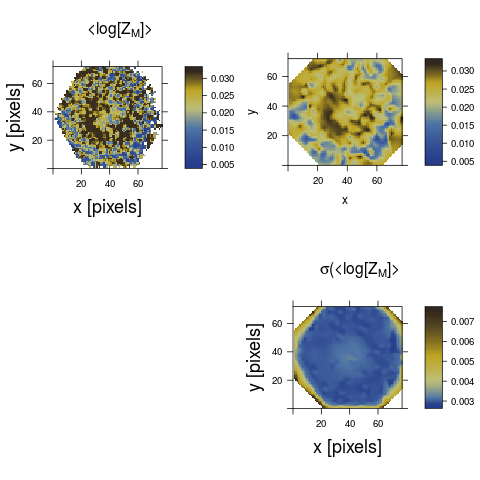 <log[Z_M]>
60
40
20
20 40 60
y [pixels]
x [pixels]
0.030
0.025
0.020
0.015
0.010
0.005
60
40
20
20 40 60
y
x
0.030
0.025
0.020
0.015
0.010
0.005
σ(<log[Z_M]>
60
40
20
20 40 60
y [pixels]
x [pixels]
0.007
0.006
0.005
0.004
0.003